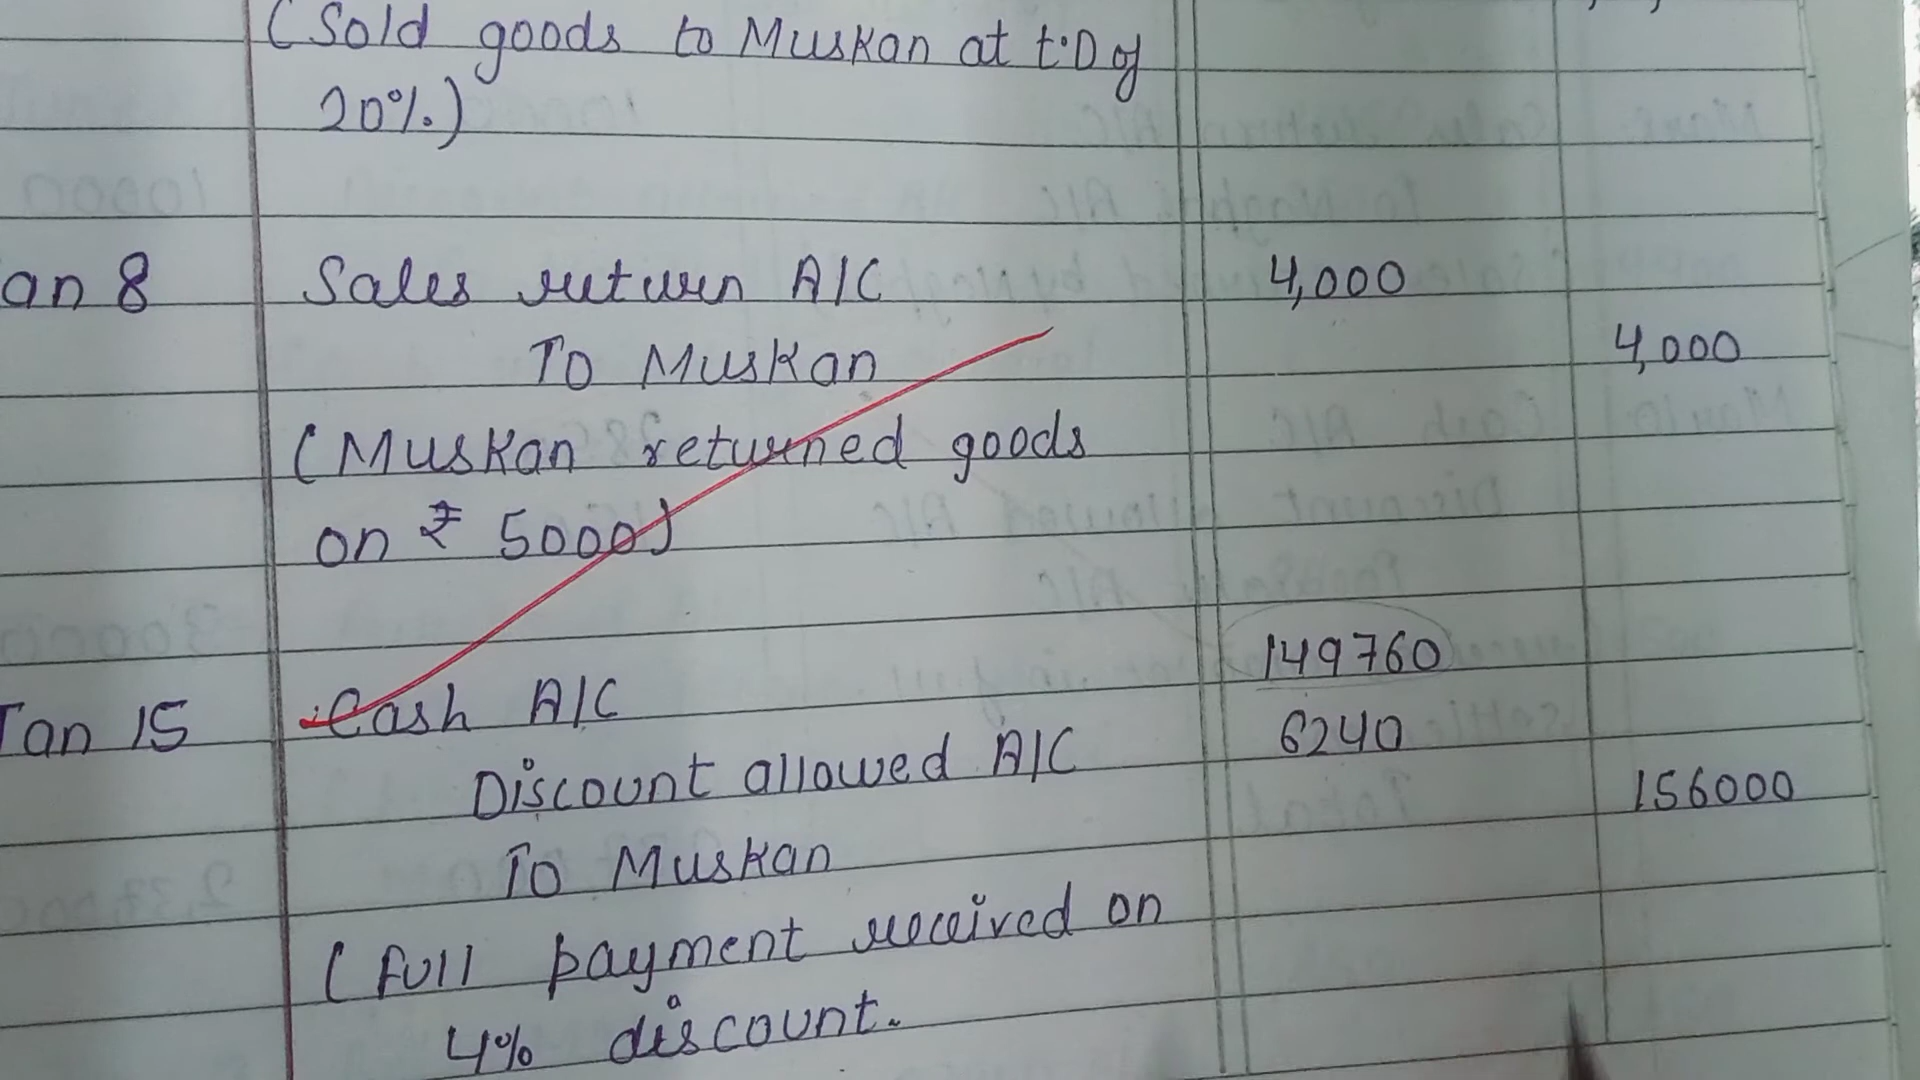 (Sold goods to Muskan at t.D of
20%.)
an 8 Sales return A/C 4,000
To Muskan 4,000
(Muskan returned goods
on ₹ 5000)
Jan 15 Cash A/C 149760
Discount allowed A/C 6240
To Muskan 156000
(Full payment received on
4% discount.